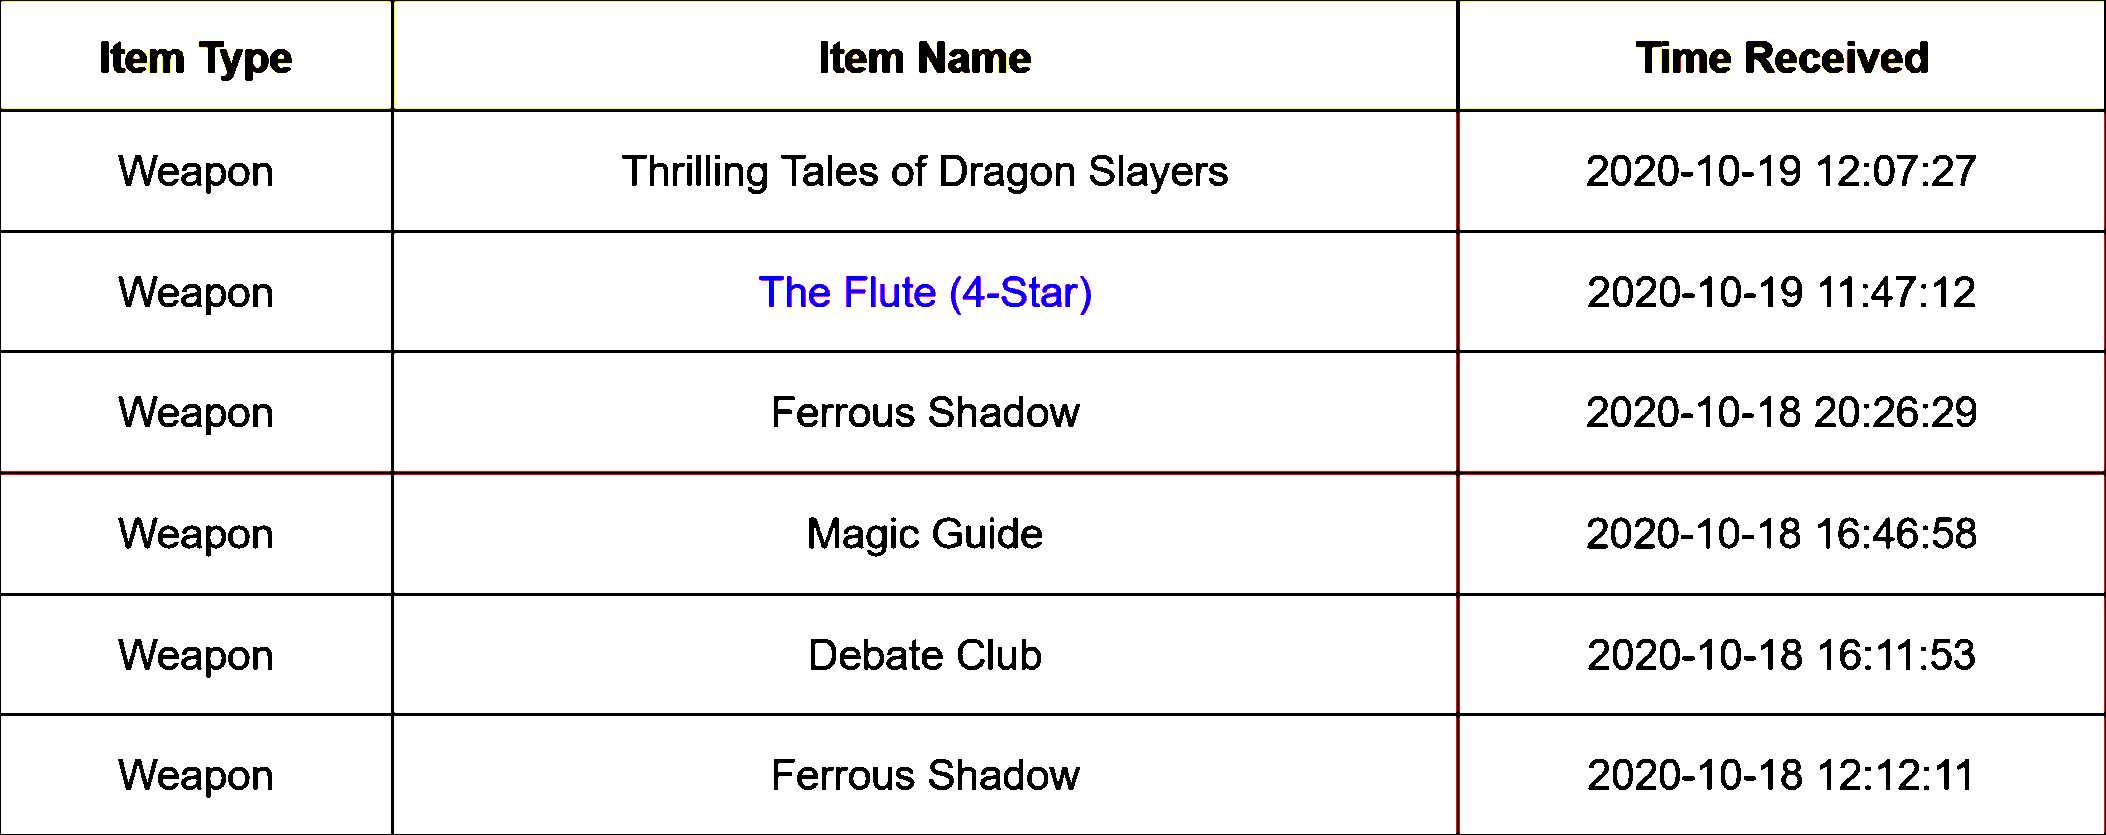 Item Type Item Name Time Received
Weapon Thrilling Tales of Dragon Slayers 2020-10-19 12:07:27
Weapon The Flute (4-Star) 2020-10-19 11:47:12
Weapon Ferrous Shadow 2020-10-18 20:26:29
Weapon Magic Guide 2020-10-18 16:46:58
Weapon Debate Club 2020-10-18 16:11:53
Weapon Ferrous Shadow 2020-10-18 12:12:11